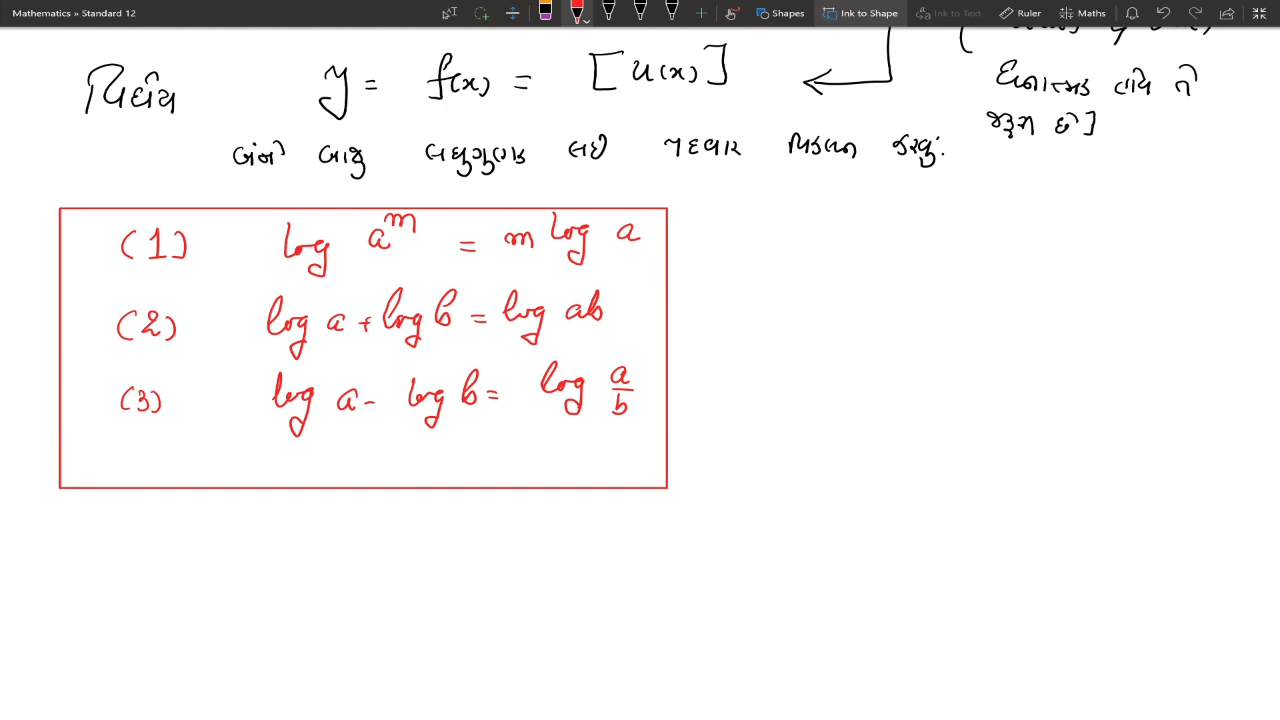 Mathematics » Standard 12
Shapes Ink to Shape Ink to Text Ruler Maths
y = f(x) = [u(x)]
ધનાત્મક
જરૂરી છે]
બંને બાજુ લઘુગુણક લઈ ત્યારબાદ વિકલન કરવું.
(1) log a^m = m log a
(2) log a + log b = log ab
(3) log a - log b = log a/b